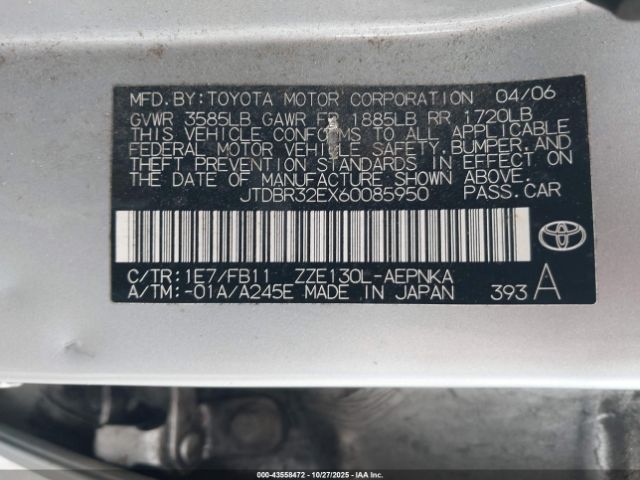 MFD. BY: TOYOTA MOTOR CORPORATION 04/06
GVWR 3585LB GAWR FR 1885LB RR 1720LB
THIS VEHICLE CONFORMS TO ALL APPLICABLE
FEDERAL MOTOR VEHICLE SAFETY, BUMPER, AND
THEFT PREVENTION STANDARDS IN EFFECT ON
THE DATE OF MANUFACTURE SHOWN ABOVE.
JTDBR32EX60085950 PASS. CAR
C/TR: 1E7/FB11 ZZE130L-AEPNKA
A/TM: -01A/A245E MADE IN JAPAN 393 A
000-43558472 • 10/27/2025 • IAAI.COM